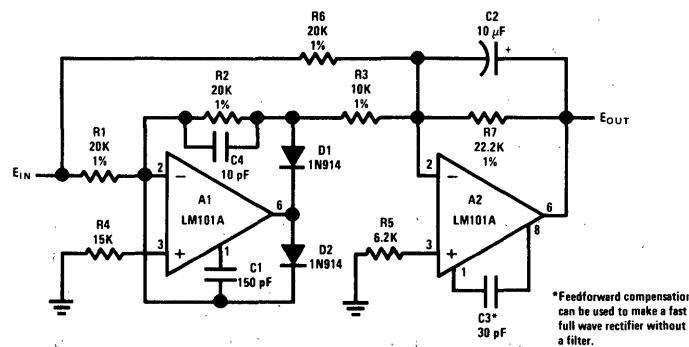 R6
20K
1%
C2
10 µF
+
R2
20K
1%
R3
10K
1%
R1
20K
1%
C4
10 pF
D1
1N914
R7
22.2K
1%
EOUT
EIN
2
−
A1
LM101A
6
3
+
1
R4
15K
D2
1N914
C1
150 pF
2
−
A2
LM101A
6
8
R5
6.2K
3
+
1
C3*
30 pF
*Feedforward compensation
can be used to make a fast
full wave rectifier without
a filter.